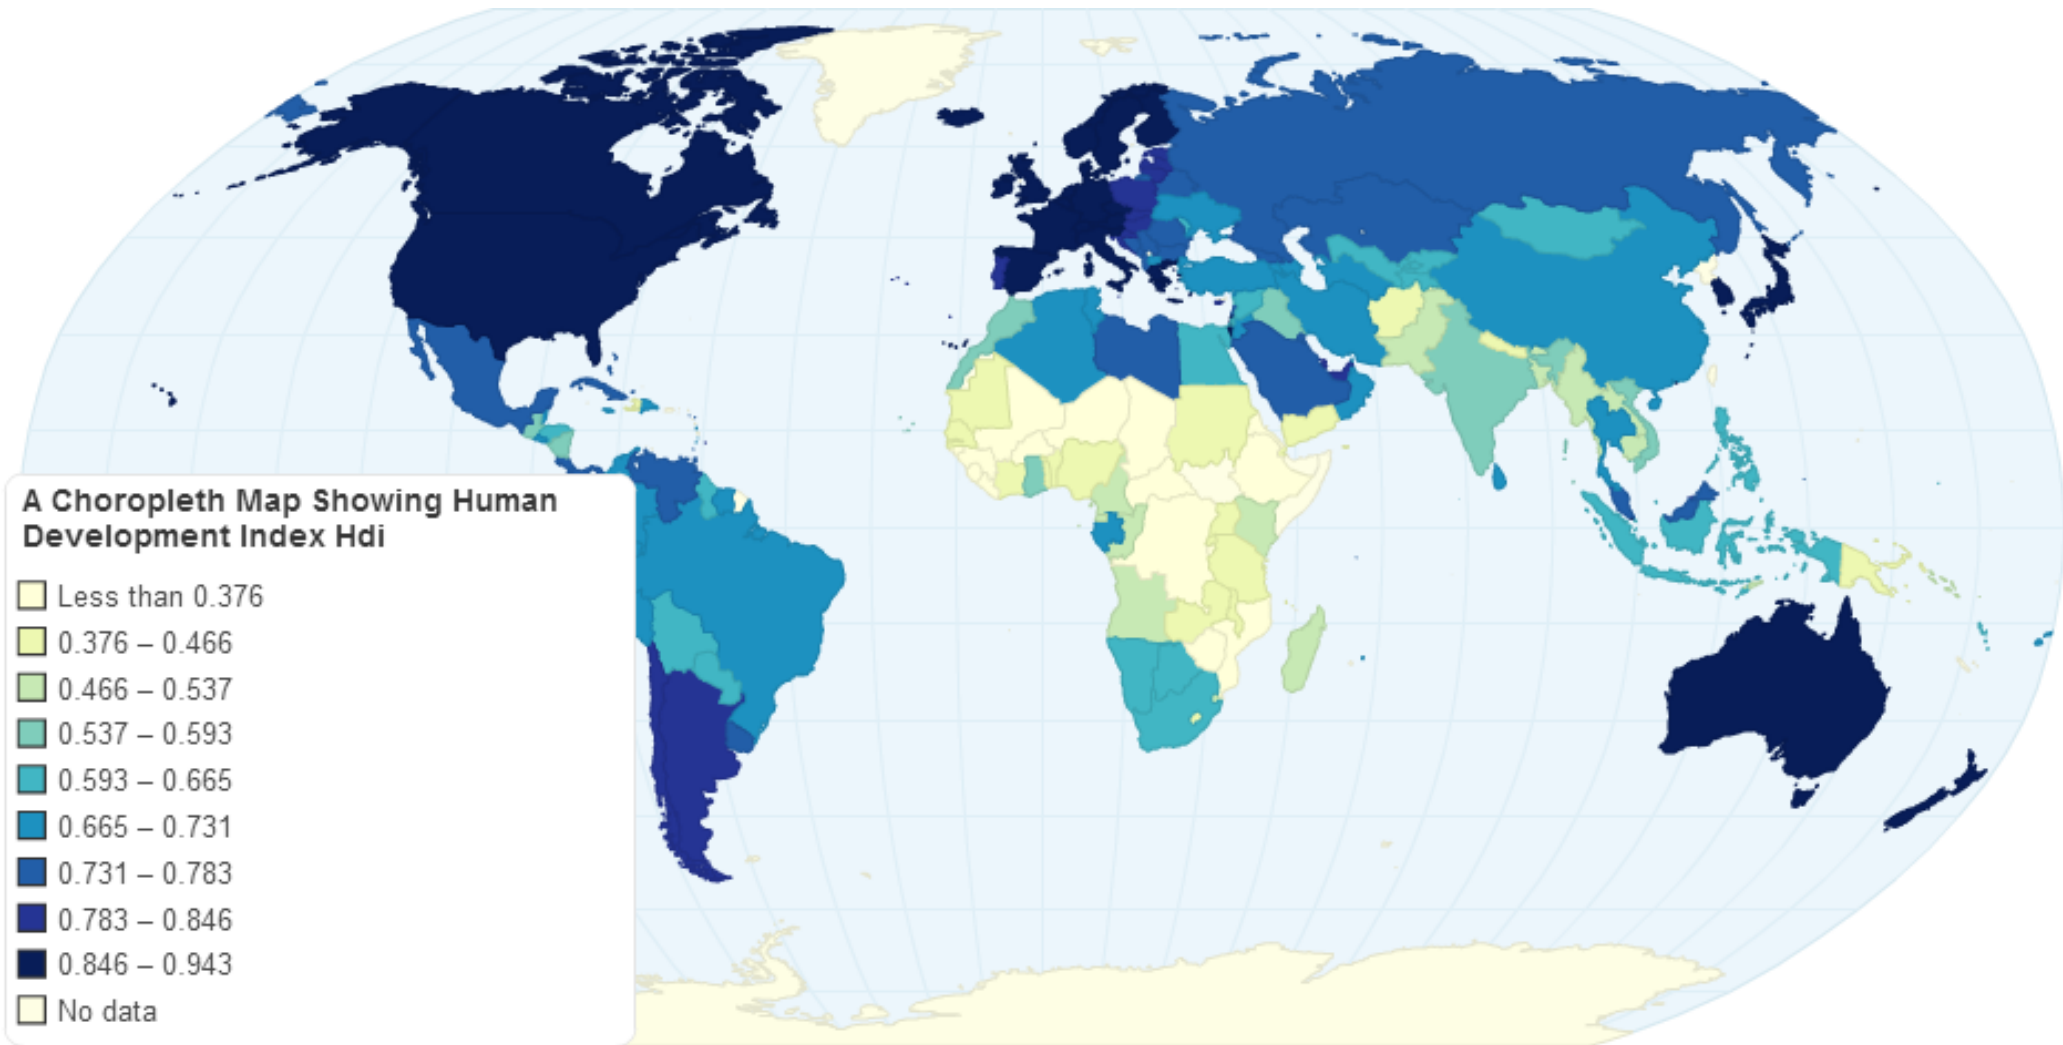 A Choropleth Map Showing Human
Development Index Hdi
Less than 0.376
0.376 – 0.466
0.466 – 0.537
0.537 – 0.593
0.593 – 0.665
0.665 – 0.731
0.731 – 0.783
0.783 – 0.846
0.846 – 0.943
No data